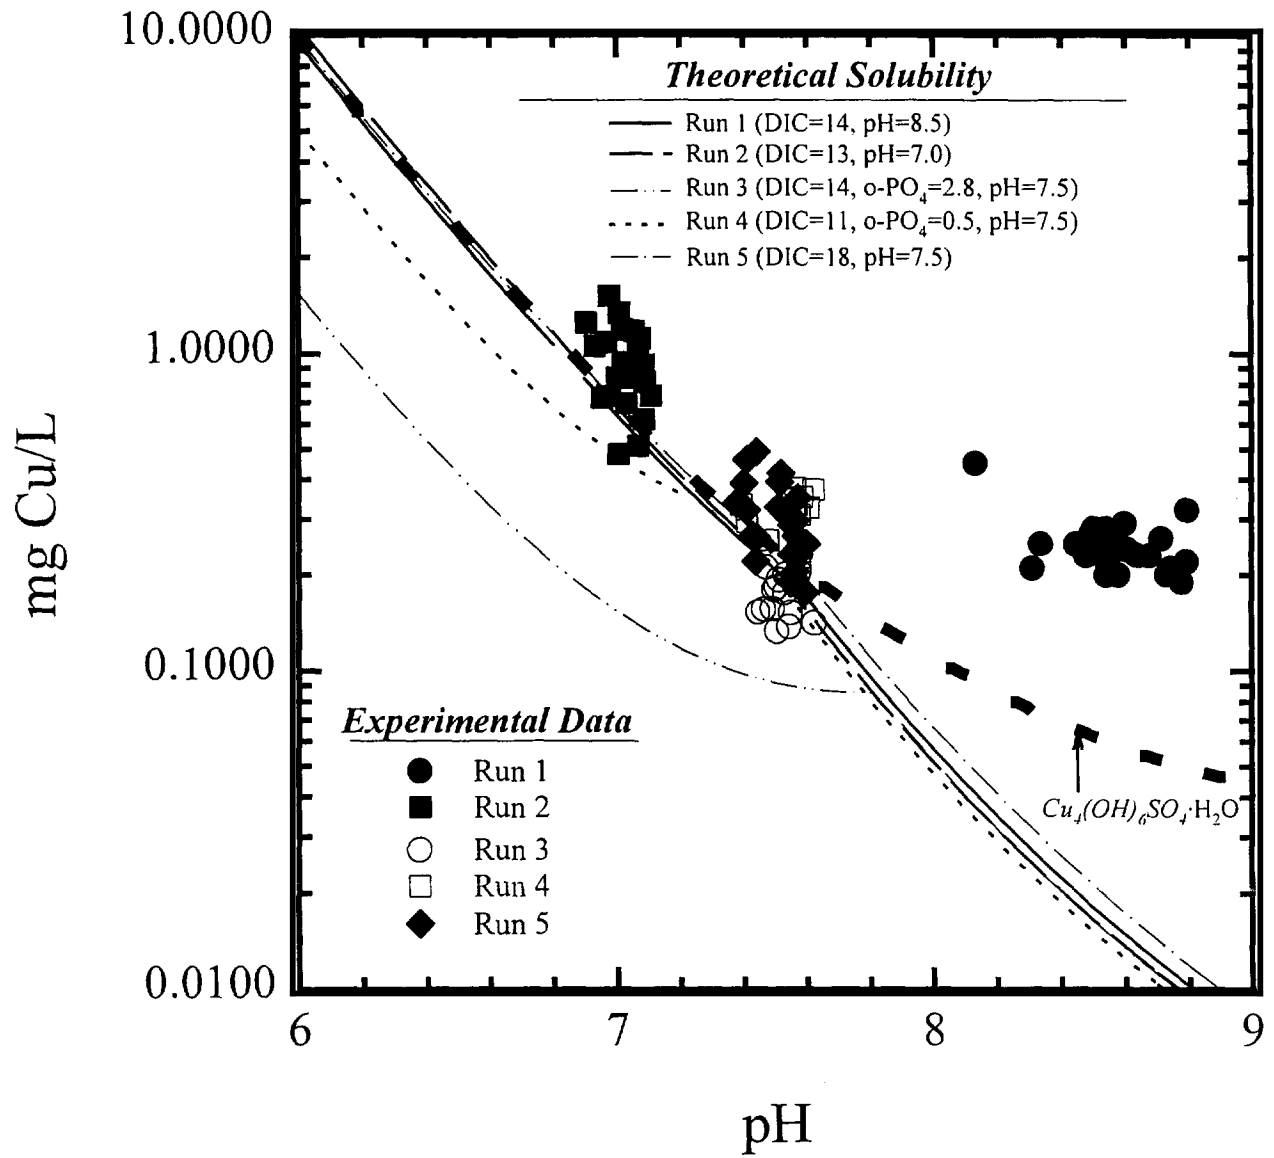 10.0000
1.0000
0.1000
0.0100
mg Cu/L
Theoretical Solubility
Run 1 (DIC=14, pH=8.5)
Run 2 (DIC=13, pH=7.0)
Run 3 (DIC=14, o-PO₄=2.8, pH=7.5)
Run 4 (DIC=11, o-PO₄=0.5, pH=7.5)
Run 5 (DIC=18, pH=7.5)
Experimental Data
Run 1
Run 2
Run 3
Run 4
Run 5
Cu₄(OH)₆SO₄·H₂O
6 7 8 9
pH